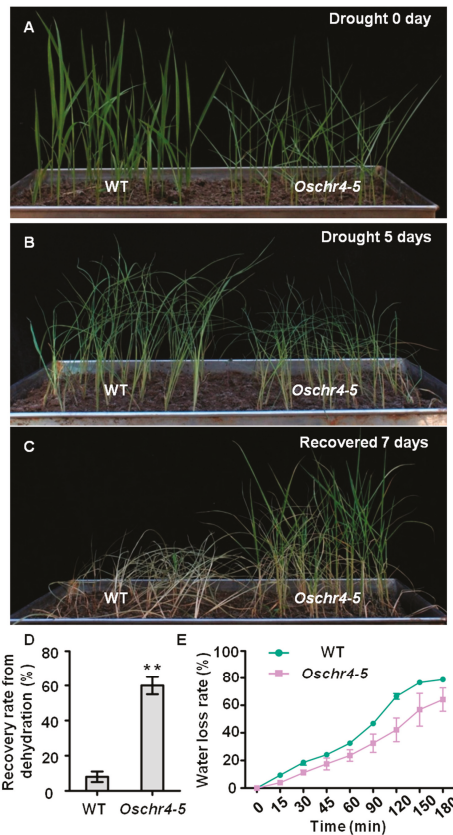 A
Drought 0 day
WT
Oschr4-5
B
Drought 5 days
WT
Oschr4-5
C
Recovered 7 days
WT
Oschr4-5
D
Recovery rate from
dehydration (%)
80
60
40
20
0
**
WT
Oschr4-5
E
WT
Oschr4-5
Water loss rate (%)
100
80
60
40
20
0
0 15 30 45 60 90 120 150 180
Time (min)